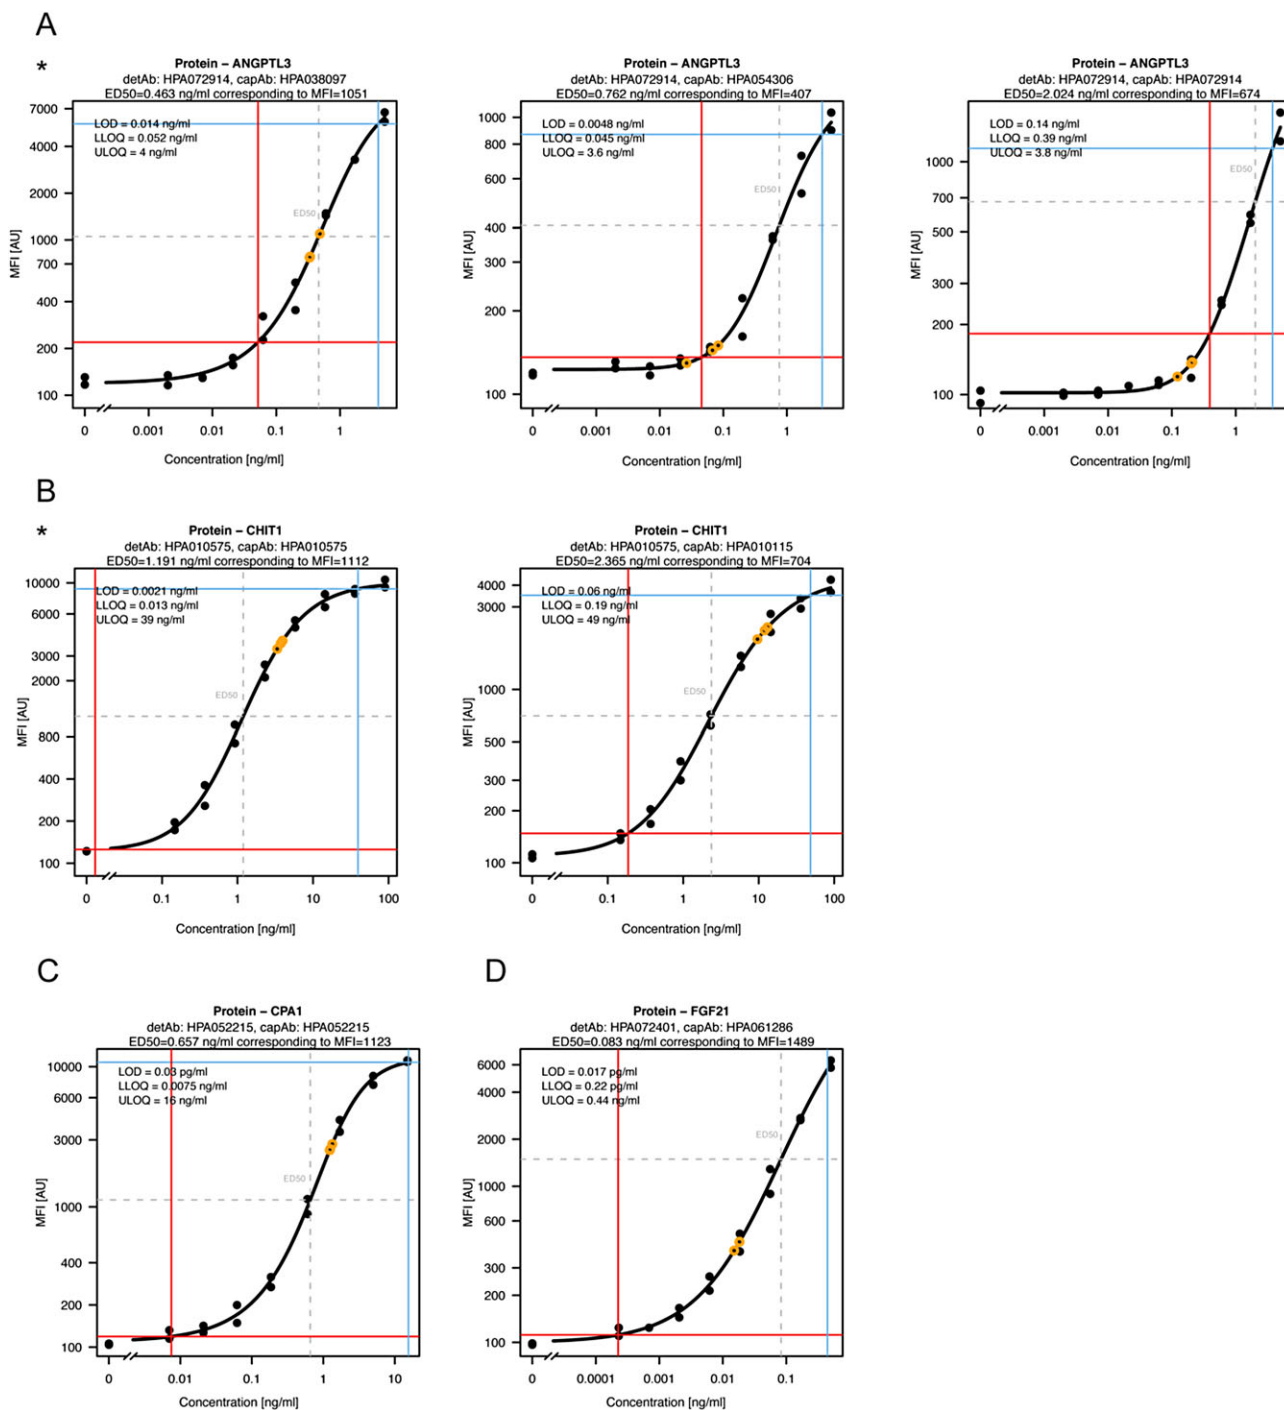 A
*
Protein – ANGPTL3
detAb: HPA072914, capAb: HPA038097
ED50=0.463 ng/ml corresponding to MFI=1051
LOD = 0.014 ng/ml
LLOQ = 0.052 ng/ml
ULOQ = 4 ng/ml
ED50
7000
4000
2000
1000
700
400
200
100
MFI [AU]
0 0.001 0.01 0.1 1
Concentration [ng/ml]
Protein – ANGPTL3
detAb: HPA072914, capAb: HPA054306
ED50=0.762 ng/ml corresponding to MFI=407
LOD = 0.0048 ng/ml
LLOQ = 0.045 ng/ml
ULOQ = 3.6 ng/ml
ED50
1000
800
600
400
300
200
100
MFI [AU]
0 0.001 0.01 0.1 1
Concentration [ng/ml]
Protein – ANGPTL3
detAb: HPA072914, capAb: HPA072914
ED50=2.024 ng/ml corresponding to MFI=674
LOD = 0.14 ng/ml
LLOQ = 0.39 ng/ml
ULOQ = 3.8 ng/ml
ED50
1000
700
500
300
200
100
MFI [AU]
0 0.001 0.01 0.1 1
Concentration [ng/ml]
B
*
Protein – CHIT1
detAb: HPA010575, capAb: HPA010575
ED50=1.191 ng/ml corresponding to MFI=1112
LOD = 0.0021 ng/ml
LLOQ = 0.013 ng/ml
ULOQ = 39 ng/ml
ED50
10000
6000
3000
2000
800
400
200
100
MFI [AU]
0 0.1 1 10 100
Concentration [ng/ml]
Protein – CHIT1
detAb: HPA010575, capAb: HPA010115
ED50=2.365 ng/ml corresponding to MFI=704
LOD = 0.06 ng/ml
LLOQ = 0.19 ng/ml
ULOQ = 49 ng/ml
ED50
4000
3000
1000
500
300
200
100
MFI [AU]
0 0.1 1 10 100
Concentration [ng/ml]
C
Protein – CPA1
detAb: HPA052215, capAb: HPA052215
ED50=0.657 ng/ml corresponding to MFI=1123
LOD = 0.03 pg/ml
LLOQ = 0.0075 ng/ml
ULOQ = 16 ng/ml
ED50
10000
6000
3000
1000
400
200
100
MFI [AU]
0 0.01 0.1 1 10
Concentration [ng/ml]
D
Protein – FGF21
detAb: HPA072401, capAb: HPA061286
ED50=0.083 ng/ml corresponding to MFI=1489
LOD = 0.017 pg/ml
LLOQ = 0.22 pg/ml
ULOQ = 0.44 ng/ml
ED50
6000
4000
2000
1000
600
300
200
100
MFI [AU]
0 0.0001 0.001 0.01 0.1
Concentration [ng/ml]